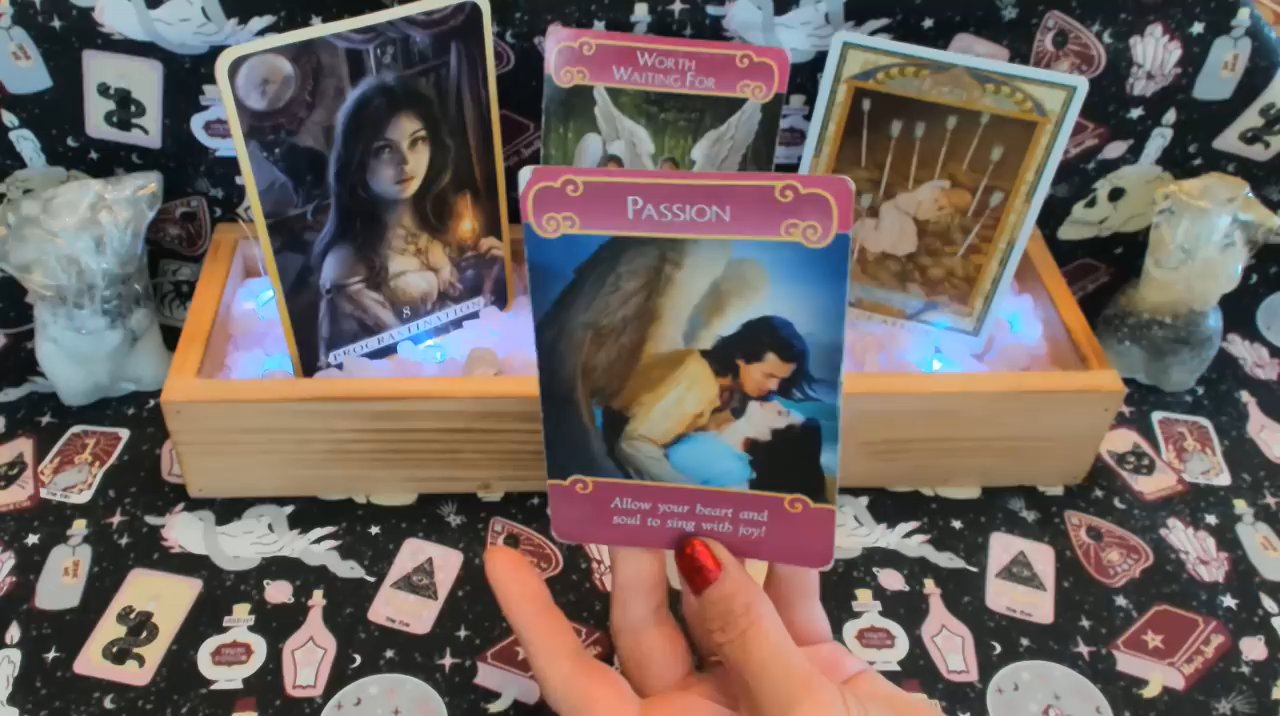 WORTH
WAITING FOR
PASSION
8
PROCRASTINATION
Allow your heart and
soul to sing with joy!